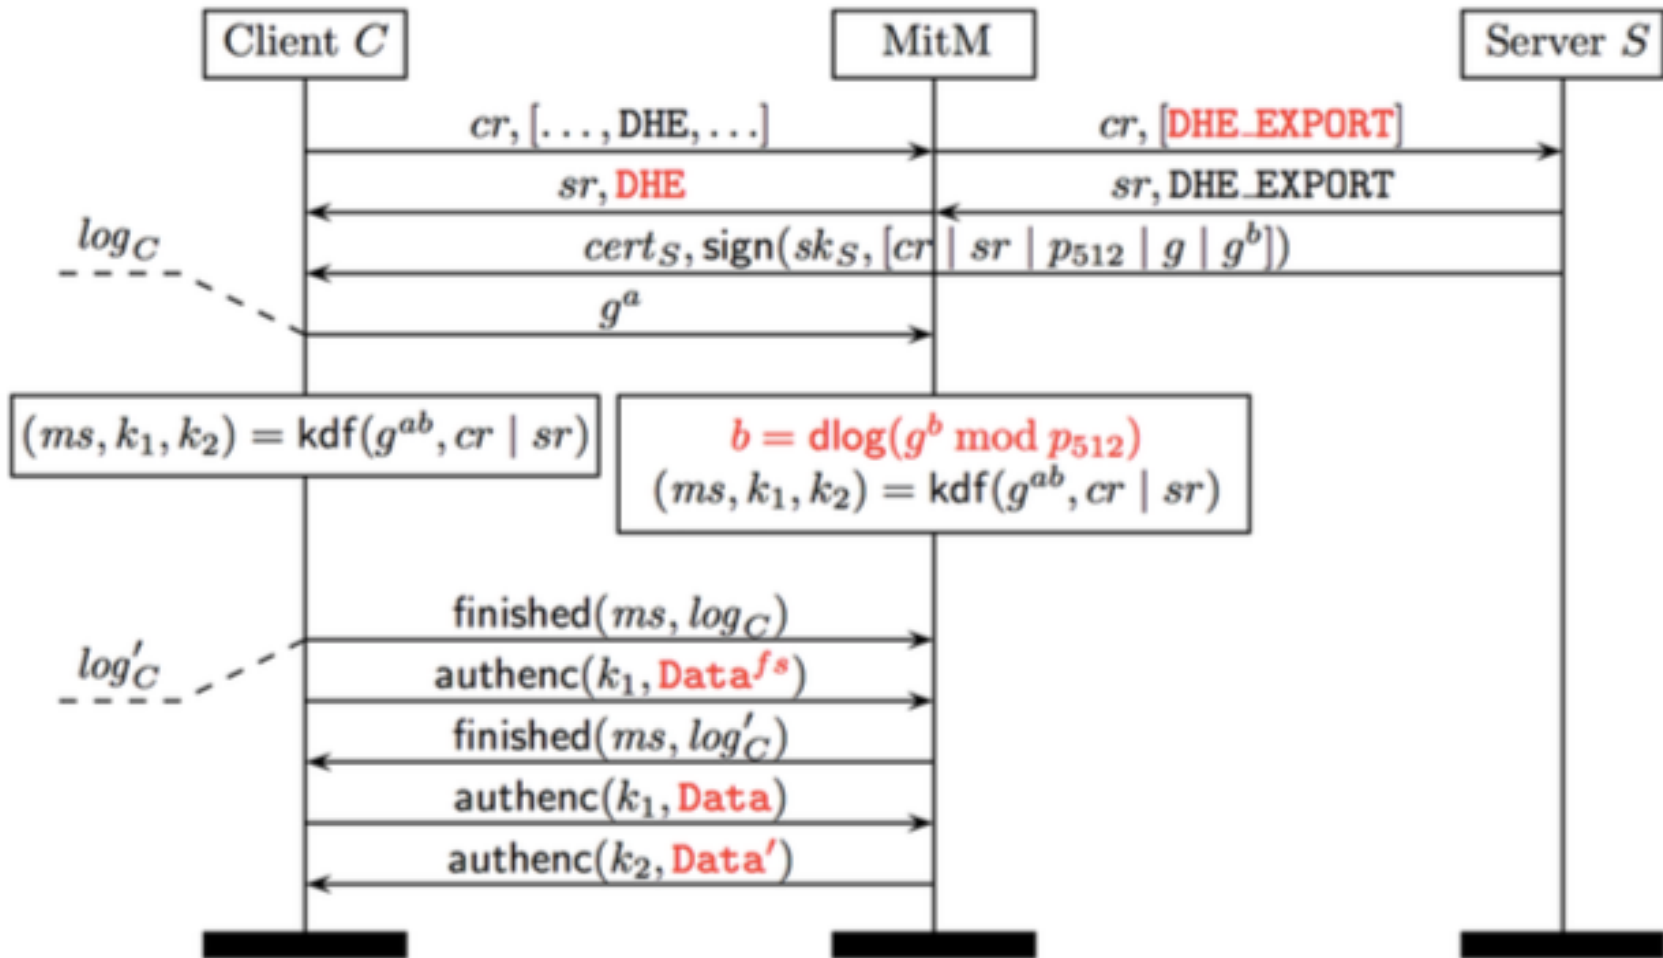 Client C MitM Server S
cr, [..., DHE, ...] cr, [DHE_EXPORT]
sr, DHE sr, DHE_EXPORT
log_C
cert_S, sign(sk_S, [cr | sr | p_512 | g | g^b])
g^a
(ms, k_1, k_2) = kdf(g^ab, cr | sr)
b = dlog(g^b mod p_512)
(ms, k_1, k_2) = kdf(g^ab, cr | sr)
finished(ms, log_C)
log'_C
authenc(k_1, Data^fs)
finished(ms, log'_C)
authenc(k_1, Data)
authenc(k_2, Data')